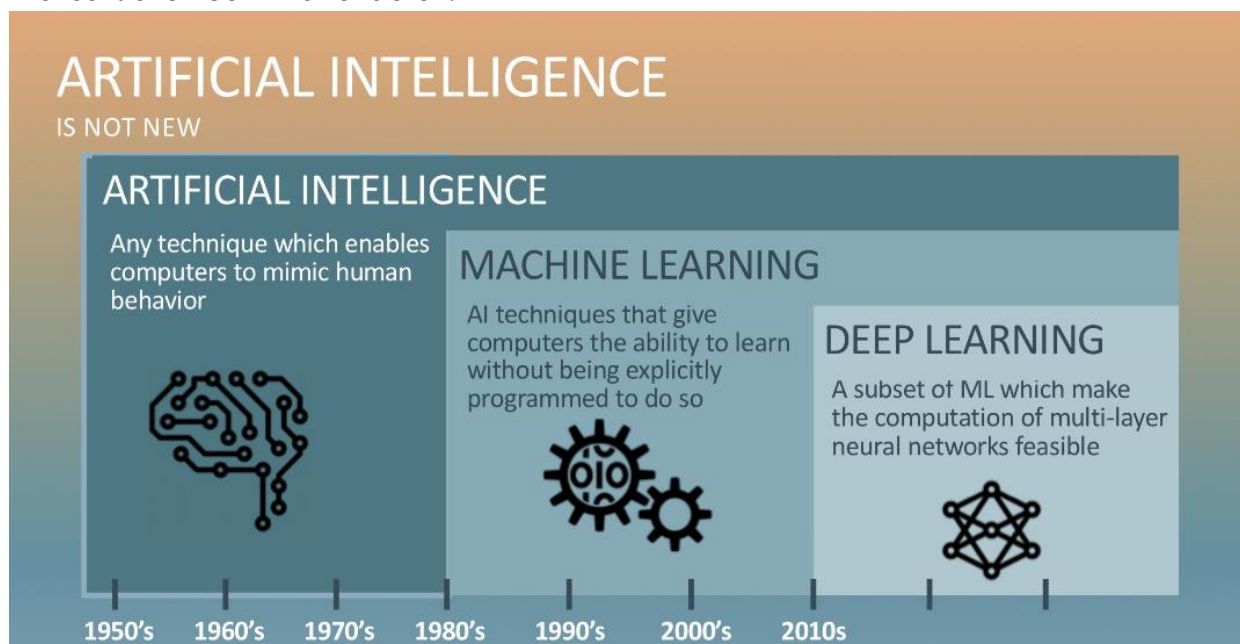 ARTIFICIAL INTELLIGENCE
IS NOT NEW
ARTIFICIAL INTELLIGENCE
Any technique which enables
computers to mimic human
behavior
MACHINE LEARNING
AI techniques that give
computers the ability to learn
without being explicitly
programmed to do so
DEEP LEARNING
A subset of ML which make
the computation of multi-layer
neural networks feasible
1950's 1960's 1970's 1980's 1990's 2000's 2010s